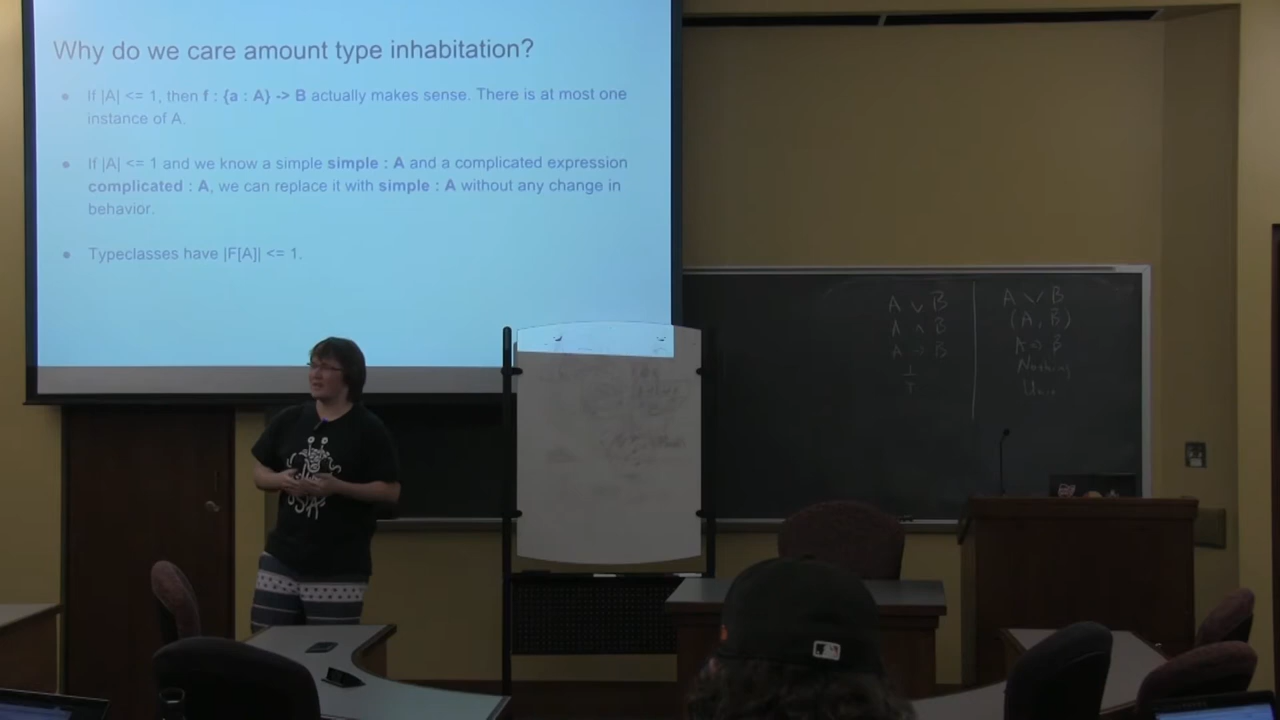 Why do we care amount type inhabitation?
If |A| <= 1, then f : {a : A} -> B actually makes sense. There is at most one
instance of A.
If |A| <= 1 and we know a simple simple : A and a complicated expression
complicated : A, we can replace it with simple : A without any change in
behavior.
Typeclasses have |F[A]| <= 1.
A ∨ B
A ∧ B
A -> B
⊥
T
A \/ B
(A, B)
A => B
Nothing
Unit